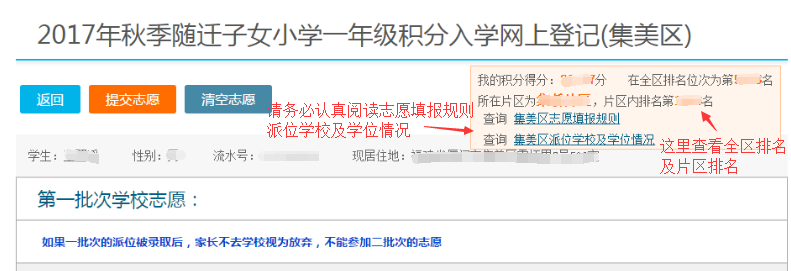 2017年秋季随迁子女小学一年级积分入学网上登记(集美区)
返回
提交志愿
清空志愿
我的积分得分： 分 在全区排名位次为第 名
所在片区为 ，片区内排名第 名
查询 集美区志愿填报规则
查询 集美区派位学校及学位情况
请务必认真阅读志愿填报规则
派位学校及学位情况
这里查看全区排名
及片区排名
学生： 性别： 流水号： 现居住地：
第一批次学校志愿：
如果一批次的派位被录取后，家长不去学校视为放弃，不能参加二批次的志愿